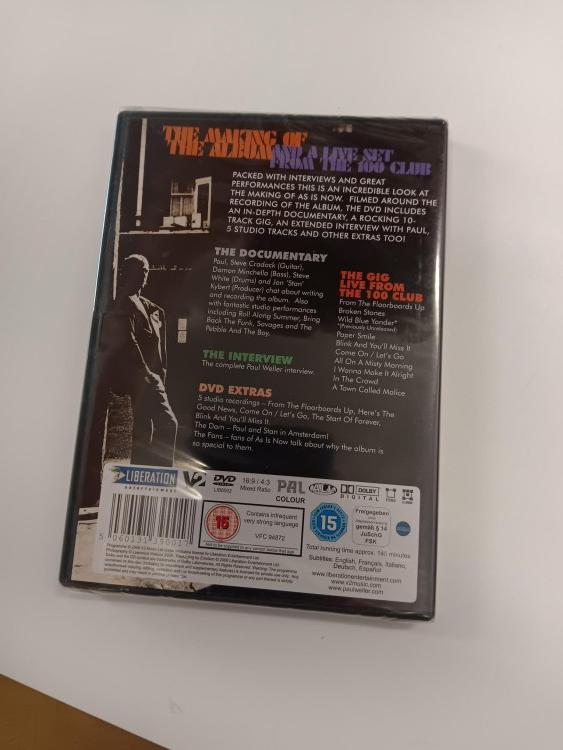 THE MAKING OF
THE ALBUM AND A LIVE SET
FROM THE 100 CLUB
PACKED WITH INTERVIEWS AND GREAT
PERFORMANCES THIS IS AN INCREDIBLE LOOK AT
THE MAKING OF AS IS NOW. FILMED AROUND THE
RECORDING OF THE ALBUM, THE DVD INCLUDES
AN IN-DEPTH DOCUMENTARY, A ROCKING 10-
TRACK GIG, AN EXTENDED INTERVIEW WITH PAUL,
5 STUDIO TRACKS AND OTHER EXTRAS TOO!
THE DOCUMENTARY
Paul, Steve Cradock (Guitar),
Damon Minchella (Bass), Steve
White (Drums) and Jan 'Stan'
Kybert (Producer) chat about writing
and recording the album. Also
with fantastic studio performances
including Roll Along Summer, Bring
Back The Funk, Savages and The
Pebble And The Boy.
THE INTERVIEW
The complete Paul Weller interview.
THE GIG
LIVE FROM
THE 100 CLUB
From The Floorboards Up
Broken Stones
Wild Blue Yonder*
*(Previously Unreleased)
Paper Smile
Blink And You'll Miss It
Come On / Let's Go
All On A Misty Morning
I Wanna Make It Alright
In The Crowd
A Town Called Malice
DVD EXTRAS
5 studio recordings – From The Floorboards Up, Here's The
Good News, Come On / Let's Go, The Start Of Forever,
Blink And You'll Miss It.
The Dam – Paul and Stan in Amsterdam!
The Fans – fans of As Is Now talk about why the album is
so special to them.
LIBERATION
entertainment
V2
DVD
VIDEO
16:9 / 4:3
Mixed Ratio
PAL
COLOUR
DOLBY
DIGITAL
15
Contains infrequent
very strong language
VFC 94872
15
Freigegeben
gemäß § 14
JuSchG
FSK
5 060131 390017
Total running time approx. 140 minutes
Subtitles: English, Français, Italiano,
Deutsch, Español
www.liberationentertainment.com
www.v2music.com
www.paulweller.com